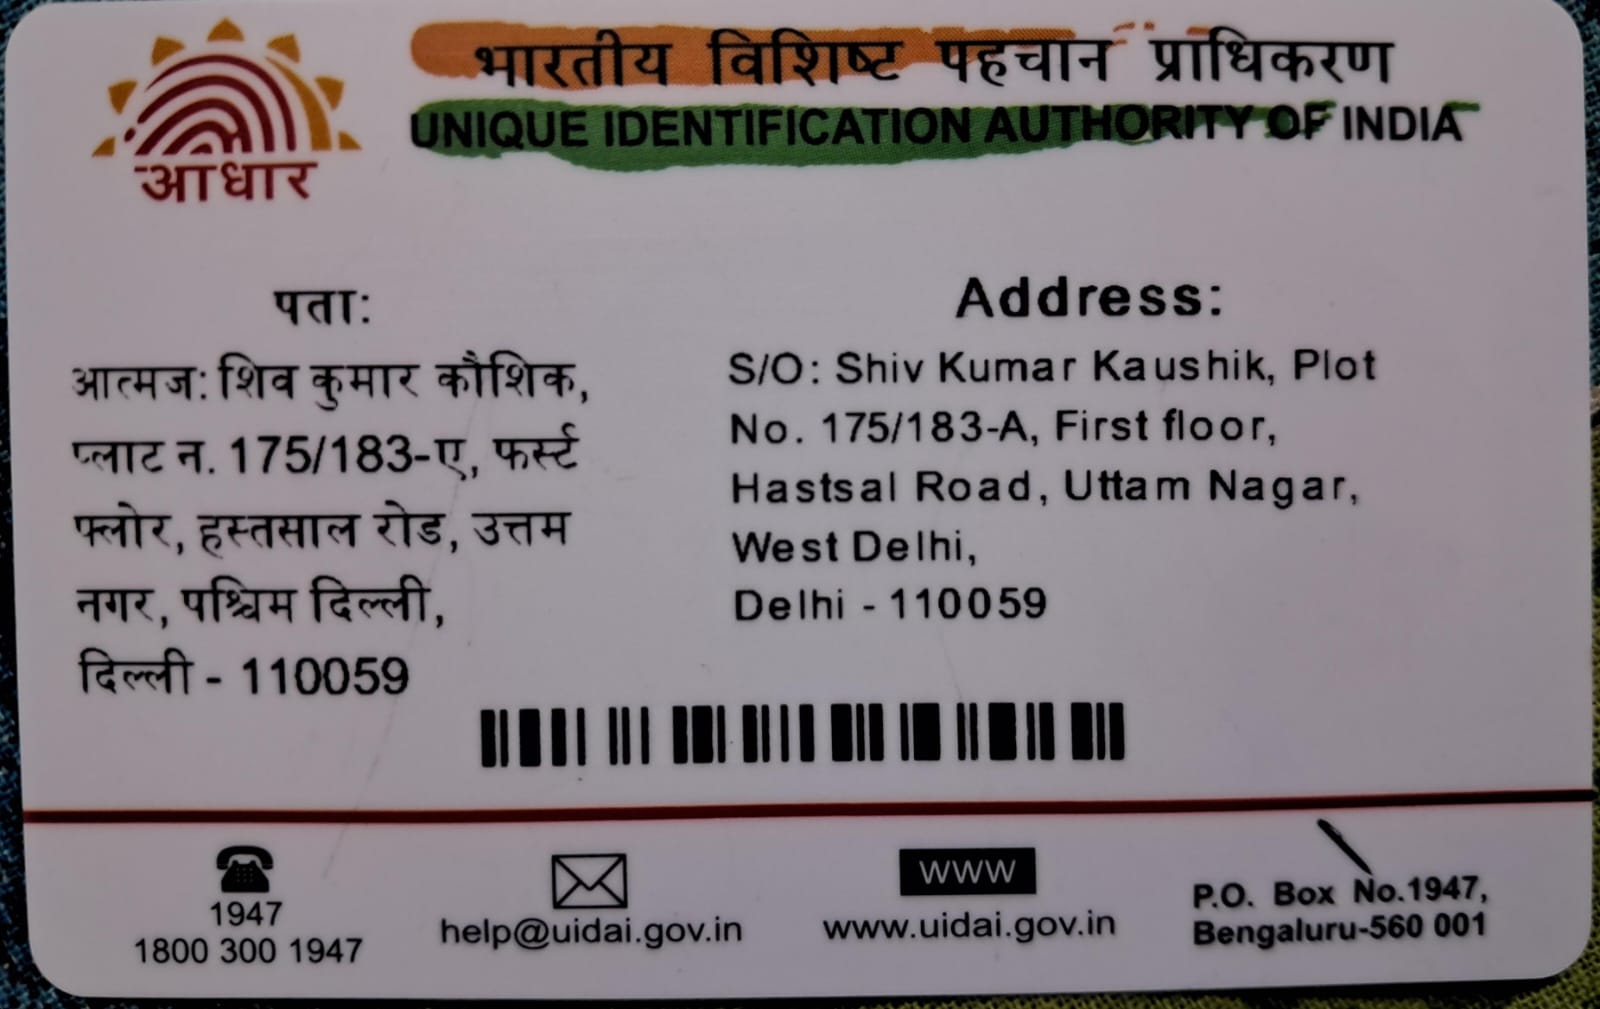 भारतीय विशिष्ट पहचान प्राधिकरण
UNIQUE IDENTIFICATION AUTHORITY OF INDIA
आधार
पता:
आत्मज: शिव कुमार कौशिक,
प्लाट न. 175/183-ए, फर्स्ट
फ्लोर, हस्तसाल रोड, उत्तम
नगर, पश्चिम दिल्ली,
दिल्ली - 110059
Address:
S/O: Shiv Kumar Kaushik, Plot
No. 175/183-A, First floor,
Hastsal Road, Uttam Nagar,
West Delhi,
Delhi - 110059
1947
1800 300 1947
help@uidai.gov.in
WWW
www.uidai.gov.in
P.O. Box No.1947,
Bengaluru-560 001